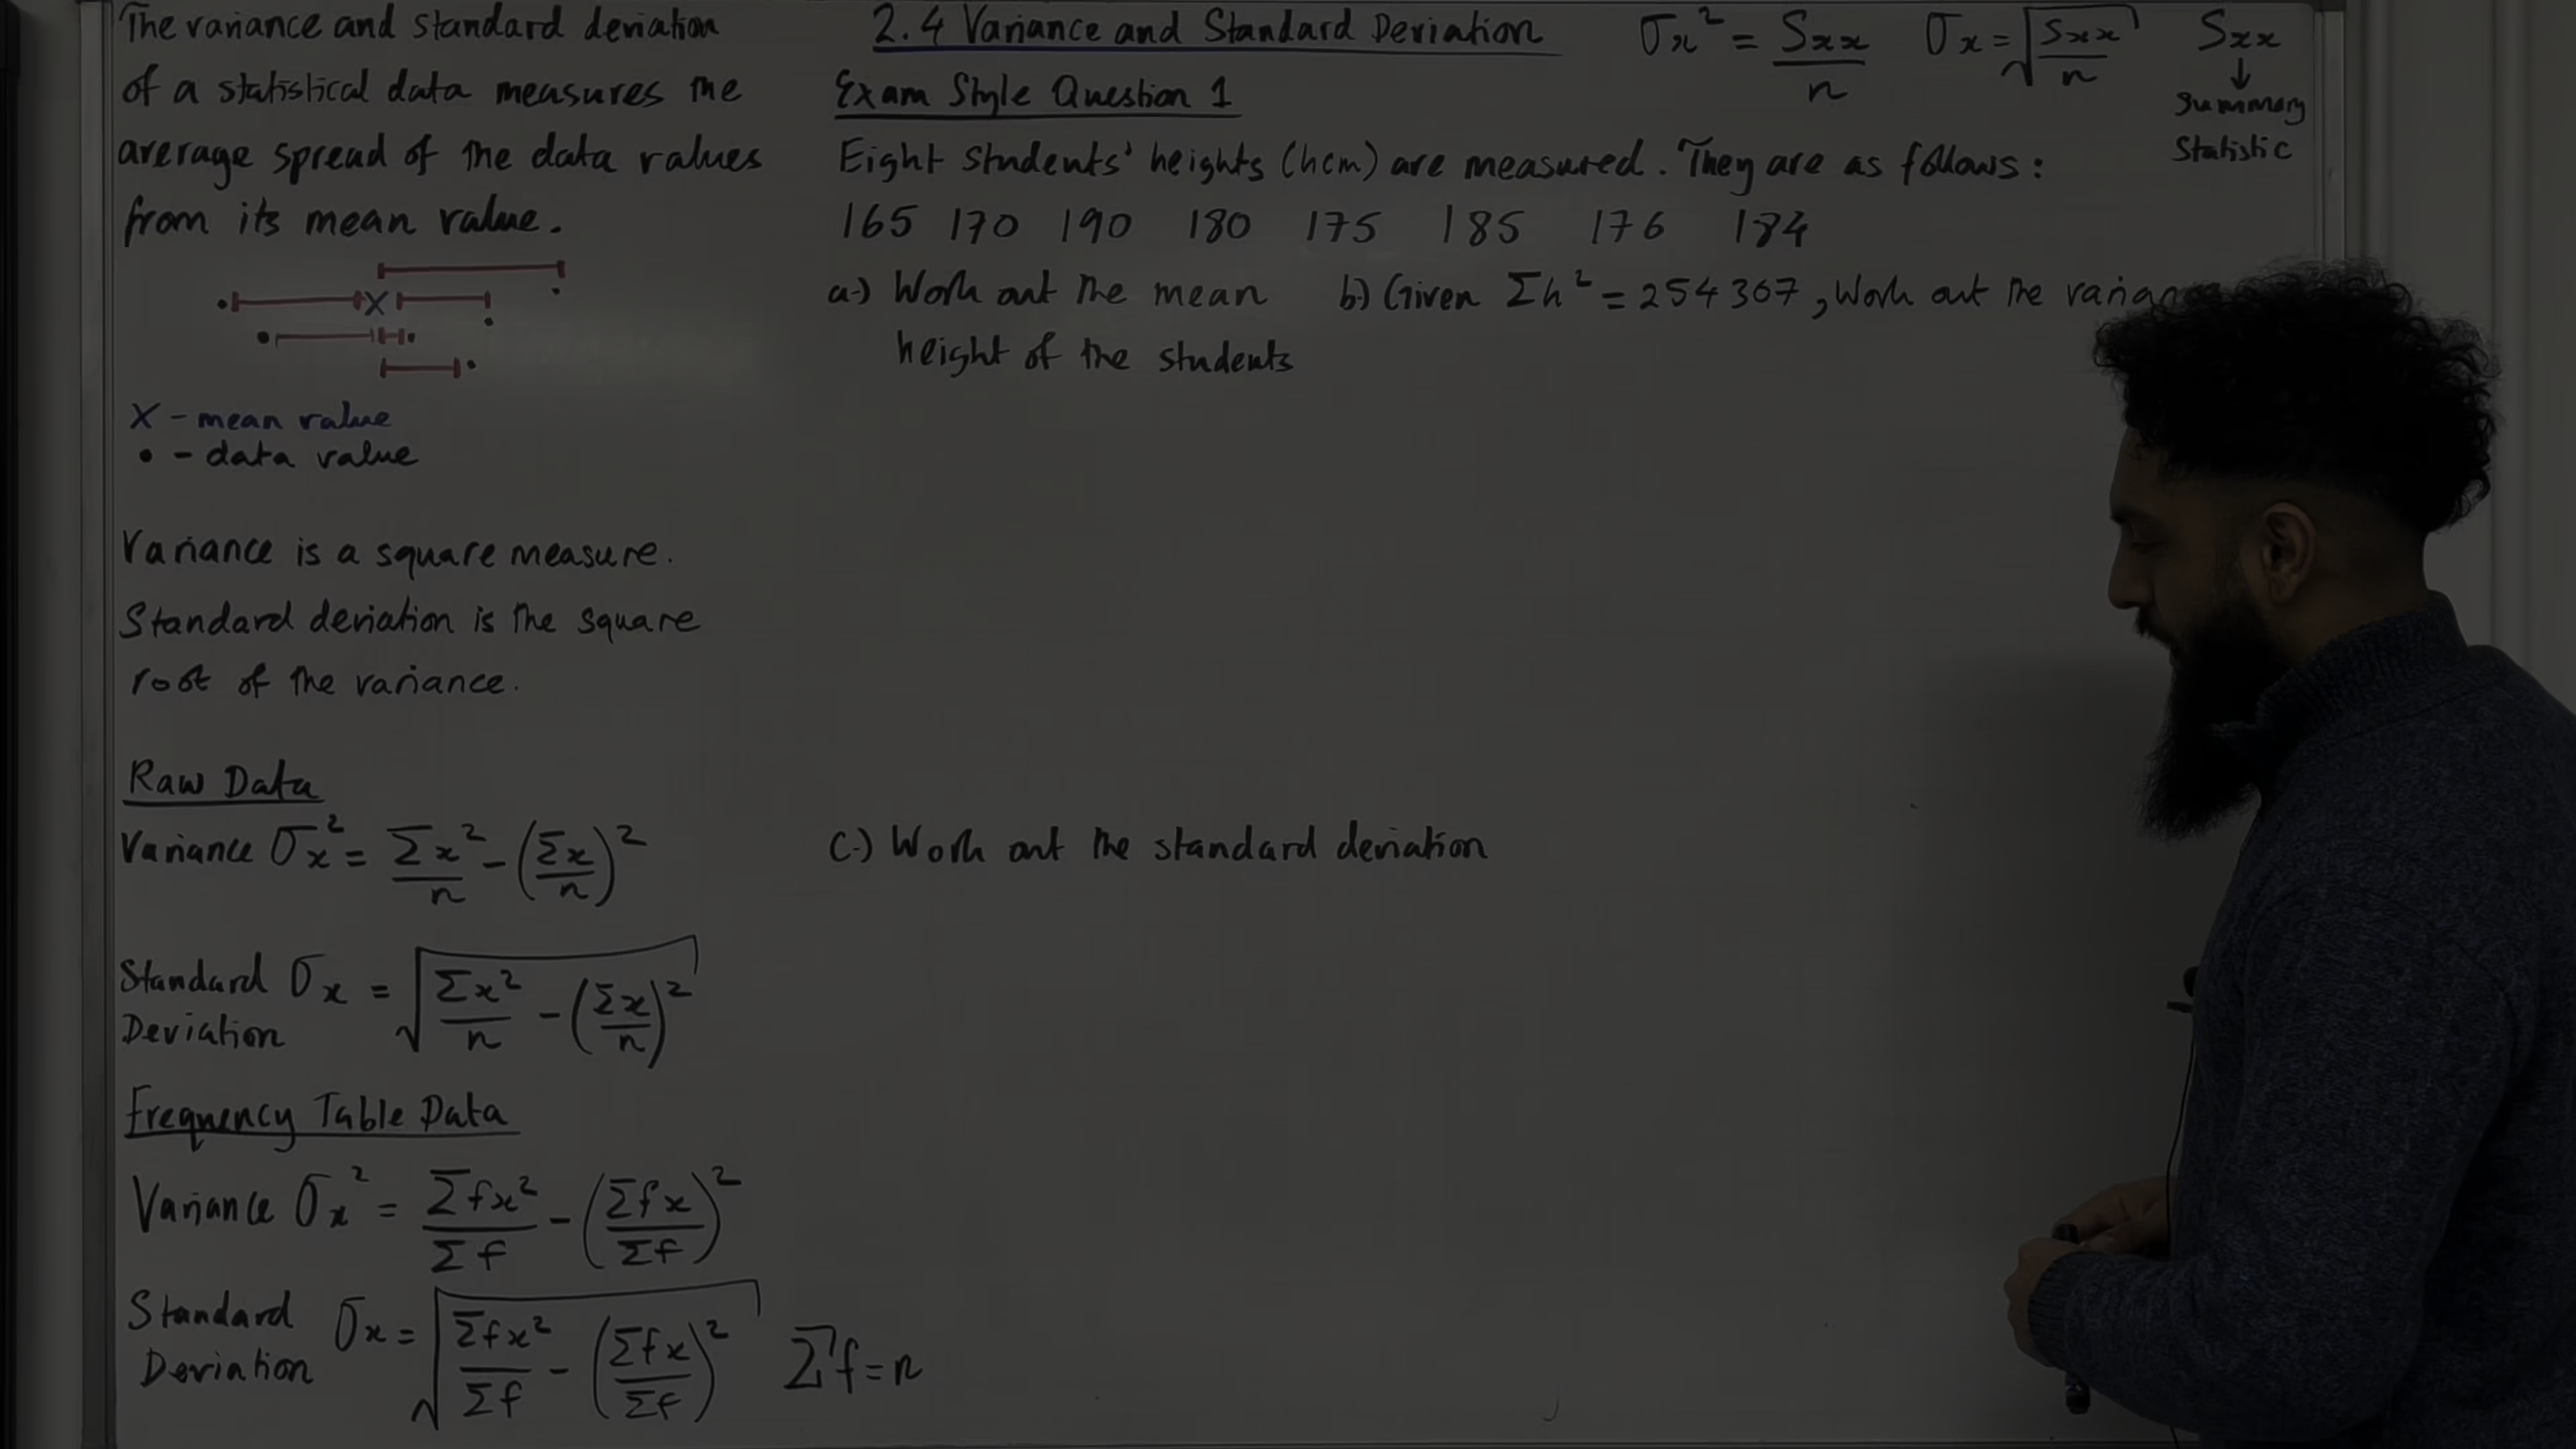 The variance and standard deviation
of a statistical data measures the
average spread of the data values
from its mean value.
X
X - mean value
• - data value
Variance is a square measure.
Standard deviation is the square
root of the variance.
Raw Data
Variance σx² = Σx²/n - (Σx/n)²
Standard Deviation σx = √(Σx²/n - (Σx/n)²)
Frequency Table Data
Variance σx² = Σfx²/Σf - (Σfx/Σf)²
Standard Deviation σx = √(Σfx²/Σf - (Σfx/Σf)²) Σf = n
2.4 Variance and Standard Deviation
σx² = Sxx/n σx = √(Sxx/n) Sxx
↓
Summary
Statistic
Exam Style Question 1
Eight students' heights (hcm) are measured. They are as follows:
165 170 190 180 175 185 176 184
a.) Work out the mean
height of the students
b.) Given Σh² = 254 307, Work out the
c.) Work out the standard deviation